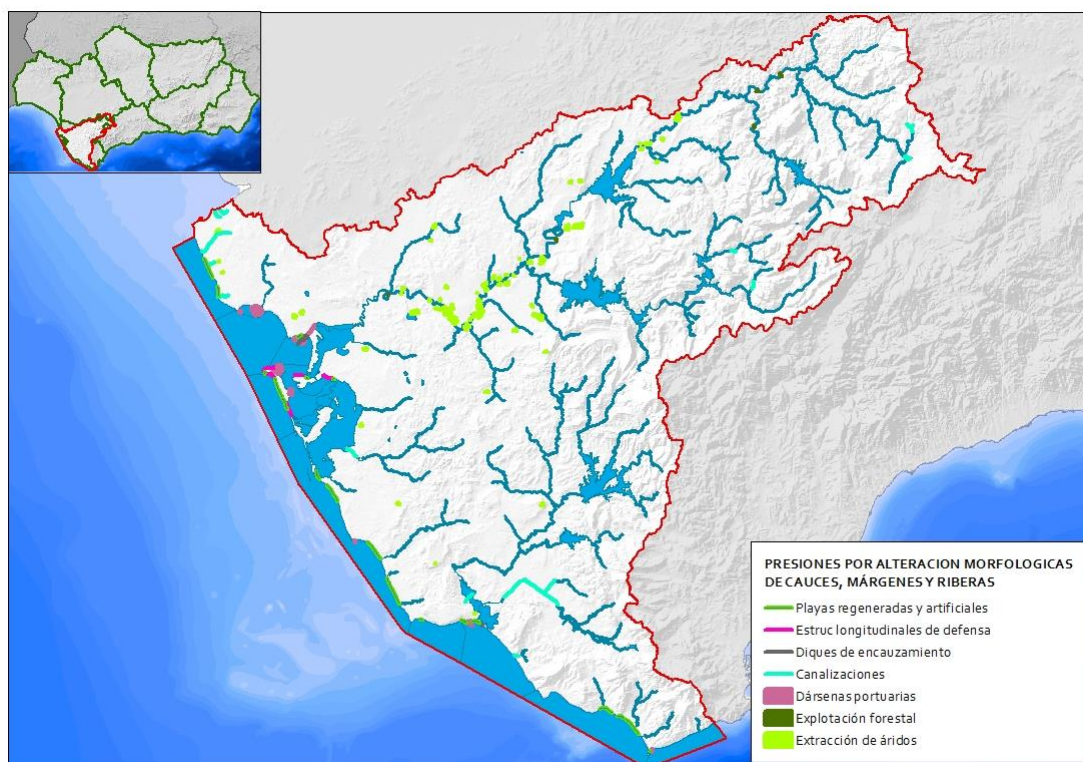 PRESIONES POR ALTERACION MORFOLOGICAS
DE CAUCES, MÁRGENES Y RIBERAS
Playas regeneradas y artificiales
Estruc longitudinales de defensa
Diques de encauzamiento
Canalizaciones
Dársenas portuarias
Explotación forestal
Extracción de áridos